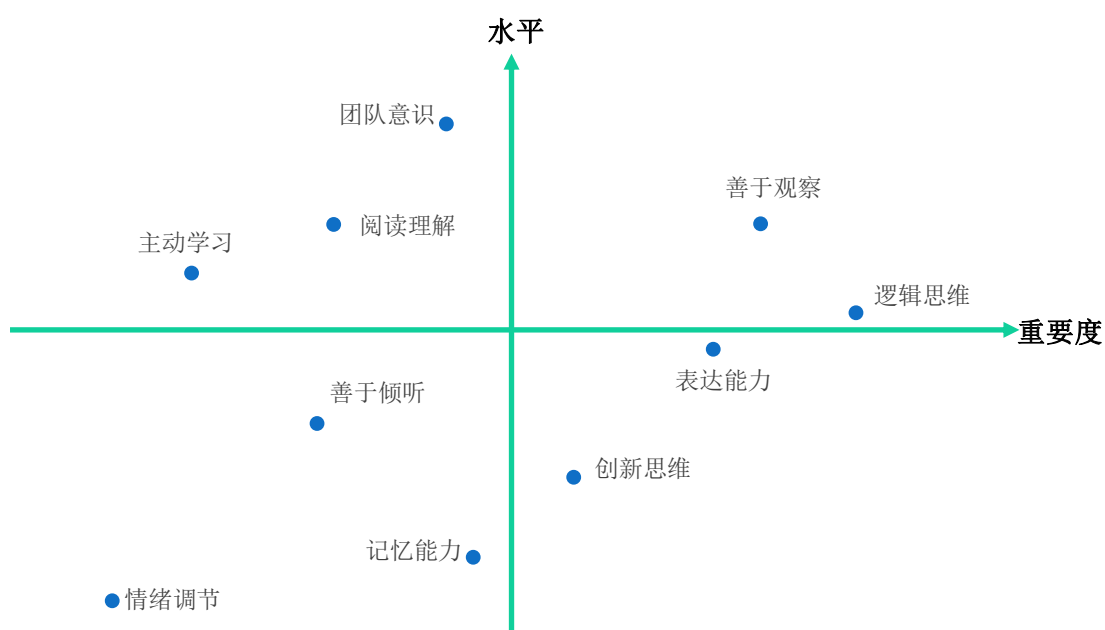 水平
团队意识
善于观察
阅读理解
主动学习
逻辑思维
重要度
表达能力
善于倾听
创新思维
记忆能力
情绪调节